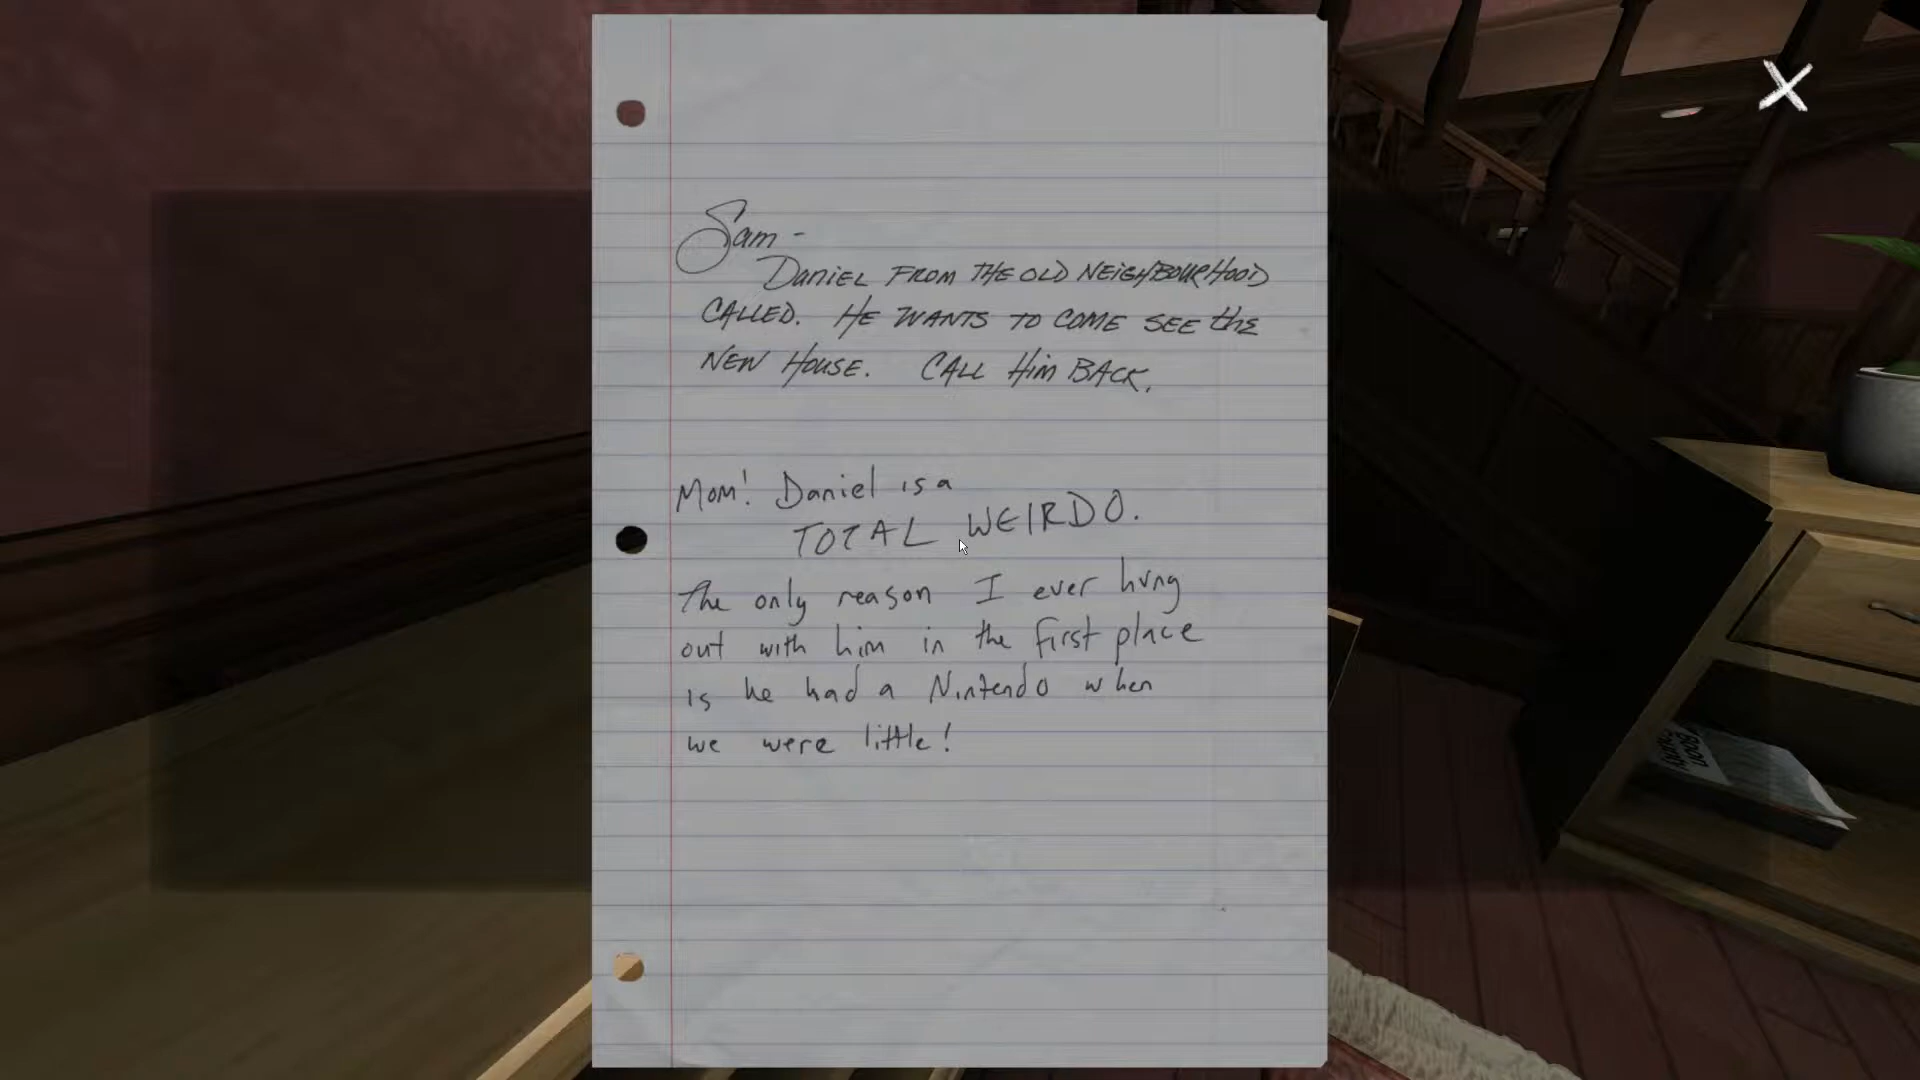 Sam -
DANIEL FROM THE OLD NEIGHBOURHOOD
CALLED. HE WANTS TO COME SEE the
NEW HOUSE. CALL HIM BACK.
Mom! Daniel is a
TOTAL WEIRDO.
The only reason I ever hung
out with him in the first place
is he had a Nintendo when
we were little!